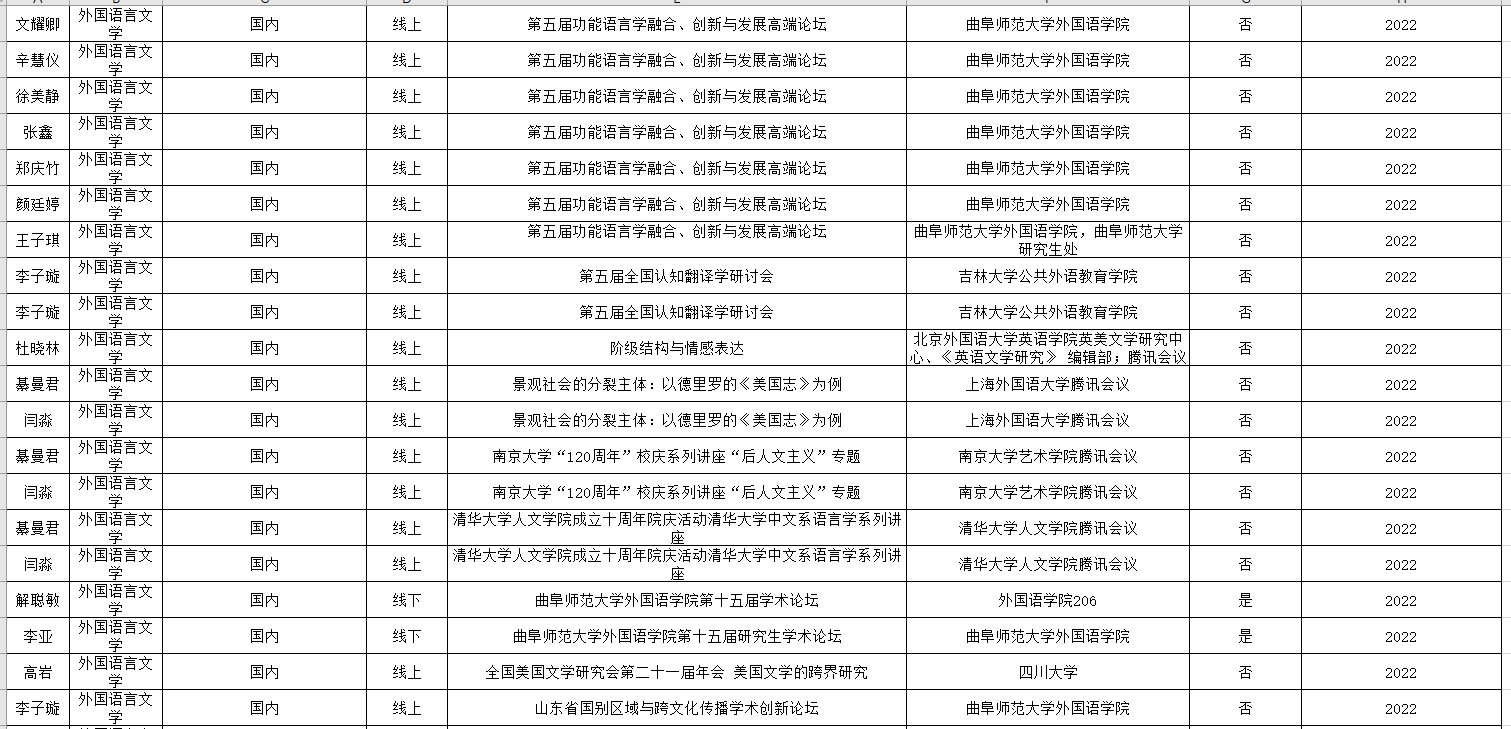 文耀卿 外国语言文学 国内 线上 第五届功能语言学融合、创新与发展高端论坛 曲阜师范大学外国语学院 否 2022
辛慧仪 外国语言文学 国内 线上 第五届功能语言学融合、创新与发展高端论坛 曲阜师范大学外国语学院 否 2022
徐美静 外国语言文学 国内 线上 第五届功能语言学融合、创新与发展高端论坛 曲阜师范大学外国语学院 否 2022
张鑫 外国语言文学 国内 线上 第五届功能语言学融合、创新与发展高端论坛 曲阜师范大学外国语学院 否 2022
郑庆竹 外国语言文学 国内 线上 第五届功能语言学融合、创新与发展高端论坛 曲阜师范大学外国语学院 否 2022
颜廷婷 外国语言文学 国内 线上 第五届功能语言学融合、创新与发展高端论坛 曲阜师范大学外国语学院 否 2022
王子琪 外国语言文学 国内 线上 第五届功能语言学融合、创新与发展高端论坛 曲阜师范大学外国语学院，曲阜师范大学研究生处 否 2022
李子璇 外国语言文学 国内 线上 第五届全国认知翻译学研讨会 吉林大学公共外语教育学院 否 2022
李子璇 外国语言文学 国内 线上 第五届全国认知翻译学研讨会 吉林大学公共外语教育学院 否 2022
杜晓林 外国语言文学 国内 线上 阶级结构与情感表达 北京外国语大学英语学院英美文学研究中心、《英语文学研究》 编辑部；腾讯会议 否 2022
綦曼君 外国语言文学 国内 线上 景观社会的分裂主体：以德里罗的《美国志》为例 上海外国语大学腾讯会议 否 2022
闫淼 外国语言文学 国内 线上 景观社会的分裂主体：以德里罗的《美国志》为例 上海外国语大学腾讯会议 否 2022
綦曼君 外国语言文学 国内 线上 南京大学“120周年”校庆系列讲座“后人文主义”专题 南京大学艺术学院腾讯会议 否 2022
闫淼 外国语言文学 国内 线上 南京大学“120周年”校庆系列讲座“后人文主义”专题 南京大学艺术学院腾讯会议 否 2022
綦曼君 外国语言文学 国内 线上 清华大学人文学院成立十周年院庆活动清华大学中文系语言学系列讲座 清华大学人文学院腾讯会议 否 2022
闫淼 外国语言文学 国内 线上 清华大学人文学院成立十周年院庆活动清华大学中文系语言学系列讲座 清华大学人文学院腾讯会议 否 2022
解聪敏 外国语言文学 国内 线下 曲阜师范大学外国语学院第十五届学术论坛 外国语学院206 是 2022
李亚 外国语言文学 国内 线下 曲阜师范大学外国语学院第十五届研究生学术论坛 曲阜师范大学外国语学院 是 2022
高岩 外国语言文学 国内 线上 全国美国文学研究会第二十一届年会 美国文学的跨界研究 四川大学 否 2022
李子璇 外国语言文学 国内 线上 山东省国别区域与跨文化传播学术创新论坛 曲阜师范大学外国语学院 否 2022